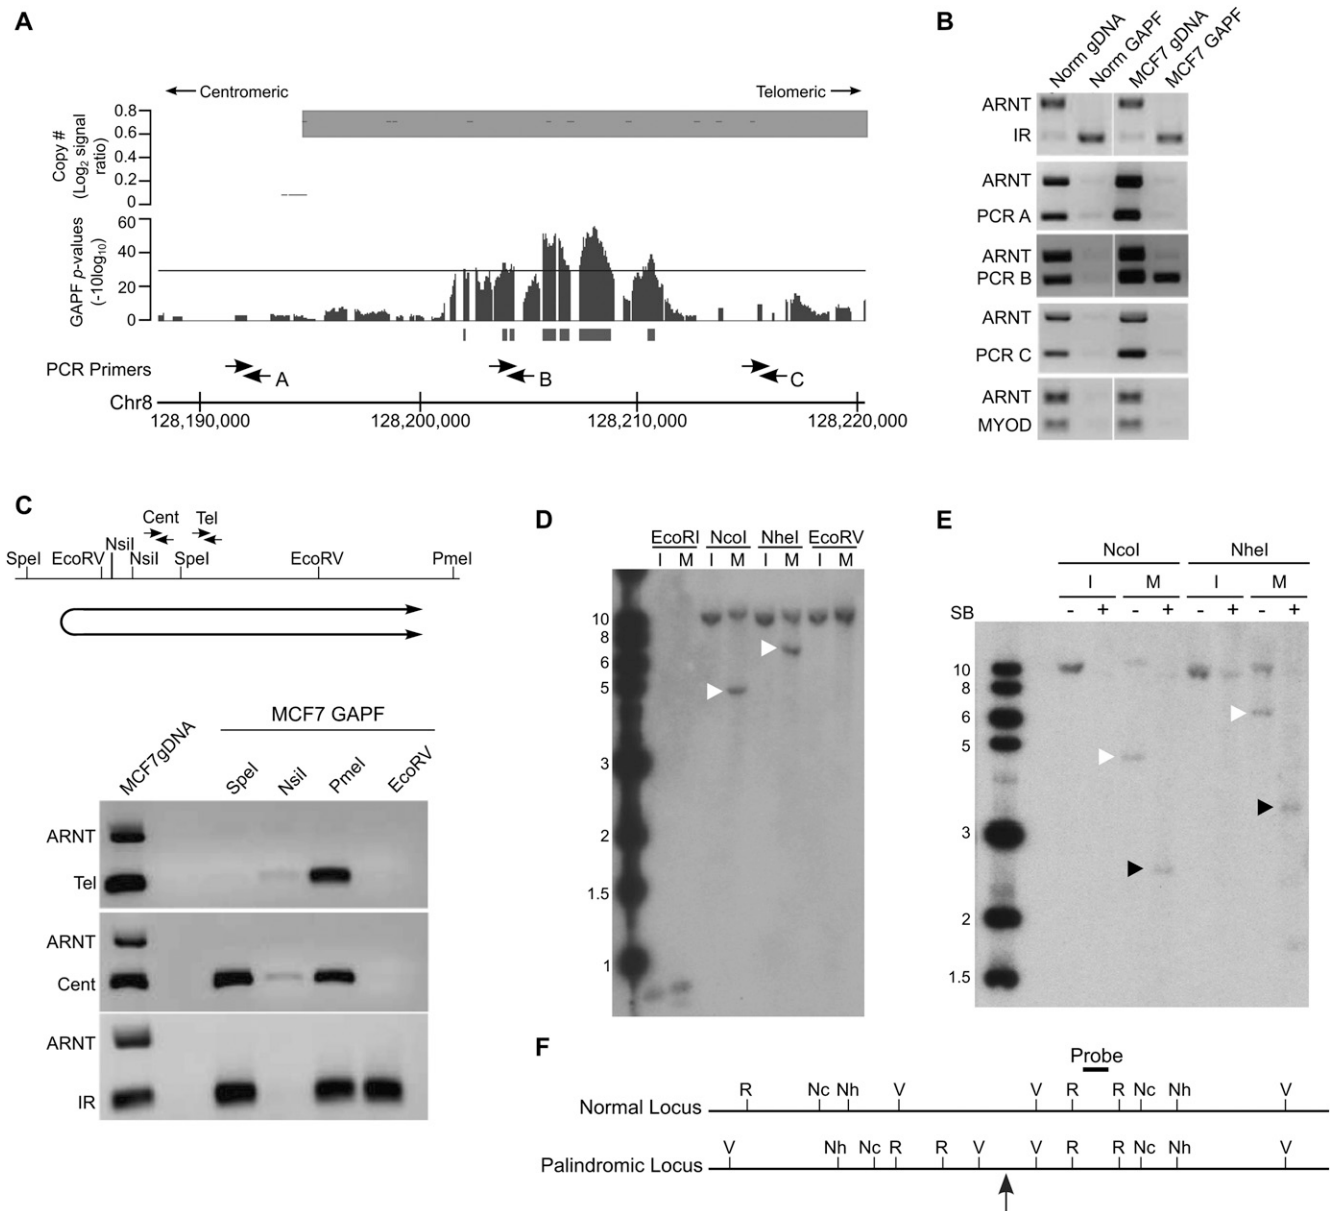 A
Centromeric
Telomeric
Copy #
(Log2 signal
ratio)
0.8
0.6
0.4
0.2
0
GAPF p-values
(-10log10)
60
40
20
0
PCR Primers
A
B
C
Chr8
128,190,000
128,200,000
128,210,000
128,220,000
B
Norm gDNA
Norm GAPF
MCF7 gDNA
MCF7 GAPF
ARNT
IR
ARNT
PCR A
ARNT
PCR B
ARNT
PCR C
ARNT
MYOD
C
Cent
Tel
NsiI
SpeI
EcoRV
NsiI
SpeI
EcoRV
PmeI
MCF7 GAPF
MCF7gDNA
SpeI
NsiI
PmeI
EcoRV
ARNT
Tel
ARNT
Cent
ARNT
IR
D
EcoRI
NcoI
NheI
EcoRV
I M I M I M I M
10
8
6
5
3
2
1.5
1
E
NcoI
NheI
I M I M
SB - + - + - + - +
10
8
6
5
3
2
1.5
F
Probe
R Nc Nh V V R R Nc Nh V
Normal Locus
V Nh Nc R R V V R R Nc Nh V
Palindromic Locus